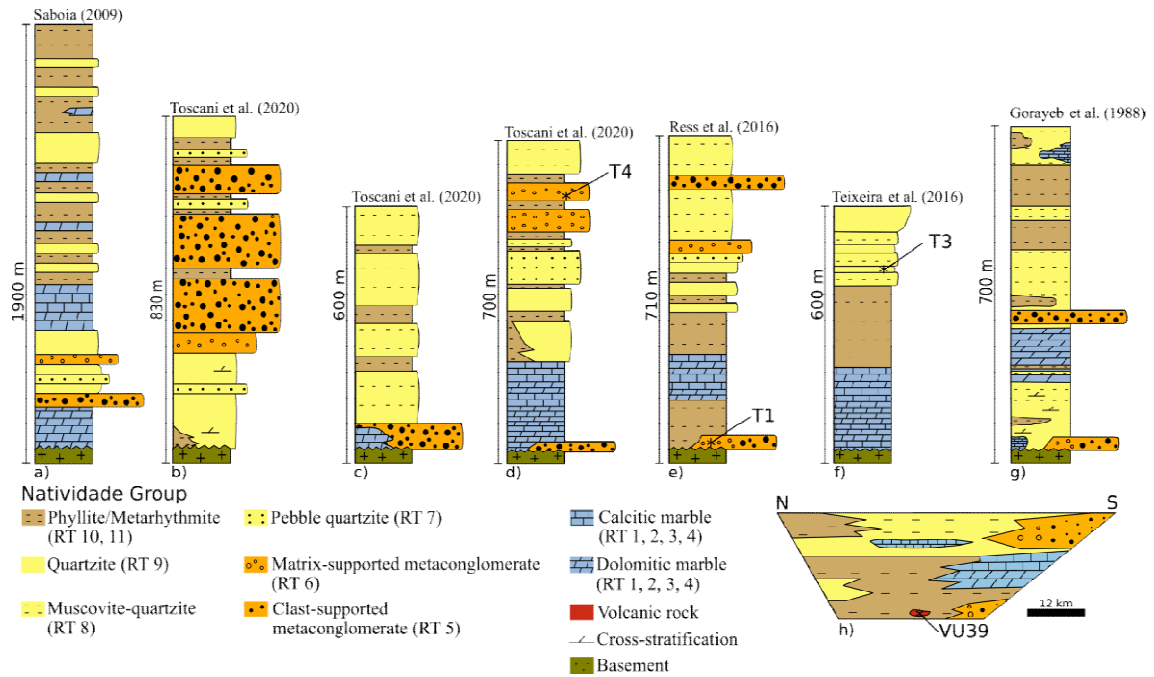 Saboia (2009)
1900 m
a)
Toscani et al. (2020)
830 m
b)
Toscani et al. (2020)
600 m
c)
Toscani et al. (2020)
700 m
T4
d)
Ress et al. (2016)
710 m
T1
e)
Teixeira et al. (2016)
600 m
T3
f)
Gorayeb et al. (1988)
700 m
g)
Natividade Group
Phyllite/Metarhythmite
(RT 10, 11)
Quartzite (RT 9)
Muscovite-quartzite
(RT 8)
Pebble quartzite (RT 7)
Matrix-supported metaconglomerate
(RT 6)
Clast-supported
metaconglomerate (RT 5)
Calcitic marble
(RT 1, 2, 3, 4)
Dolomitic marble
(RT 1, 2, 3, 4)
Volcanic rock
Cross-stratification
Basement
N
S
12 km
h)
VU39